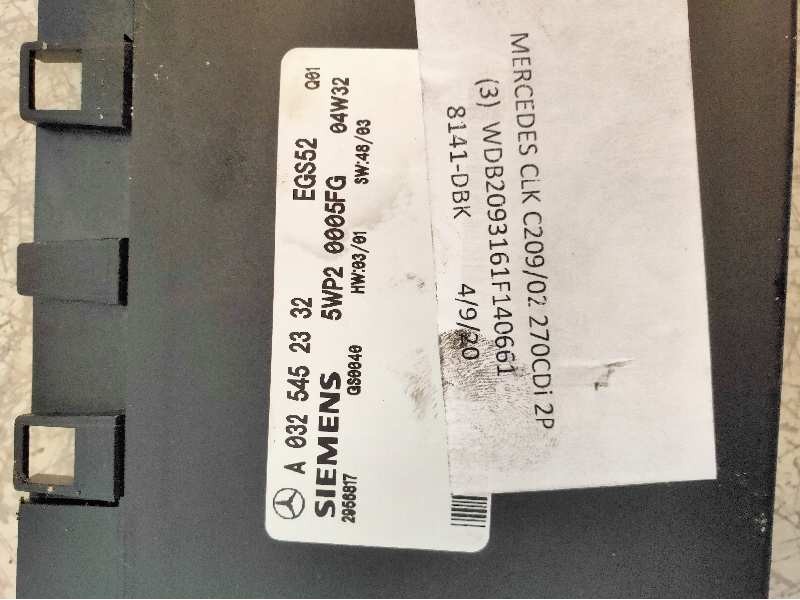 A 032 545 23 32 EGS52 Q01
SIEMENS 5WP2 0005FG 04W32
2956817 QS0040 HW:03/01 SW:48/03
MERCEDES CLK C209/02 270CDi 2P
(3) WDB2093161F140661
8141-DBK 4/9/20